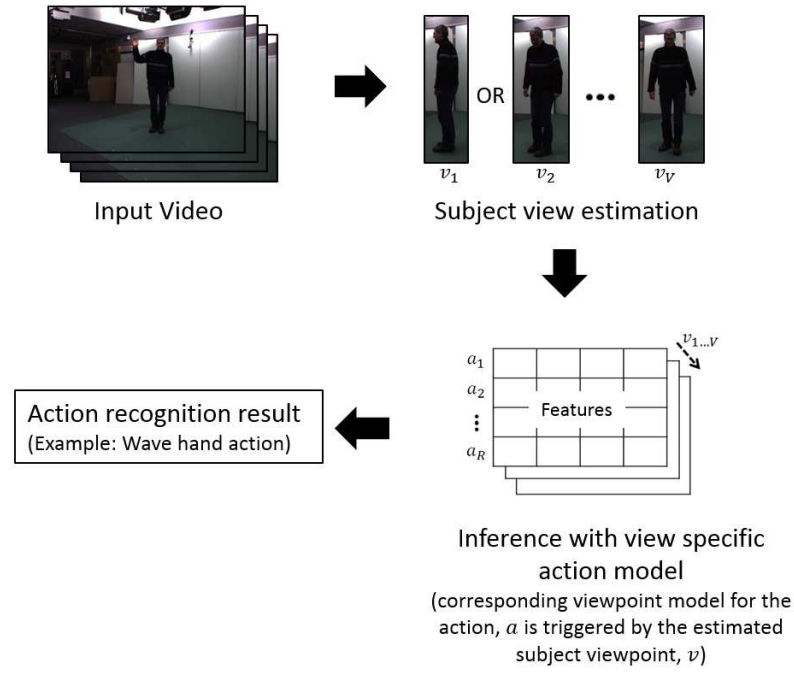 Input Video
OR
...
v₁
v₂
v_V
Subject view estimation
v₁...V
a₁
a₂
⋮
a_R
Features
Inference with view specific
action model
(corresponding viewpoint model for the
action, a is triggered by the estimated
subject viewpoint, v)
Action recognition result
(Example: Wave hand action)